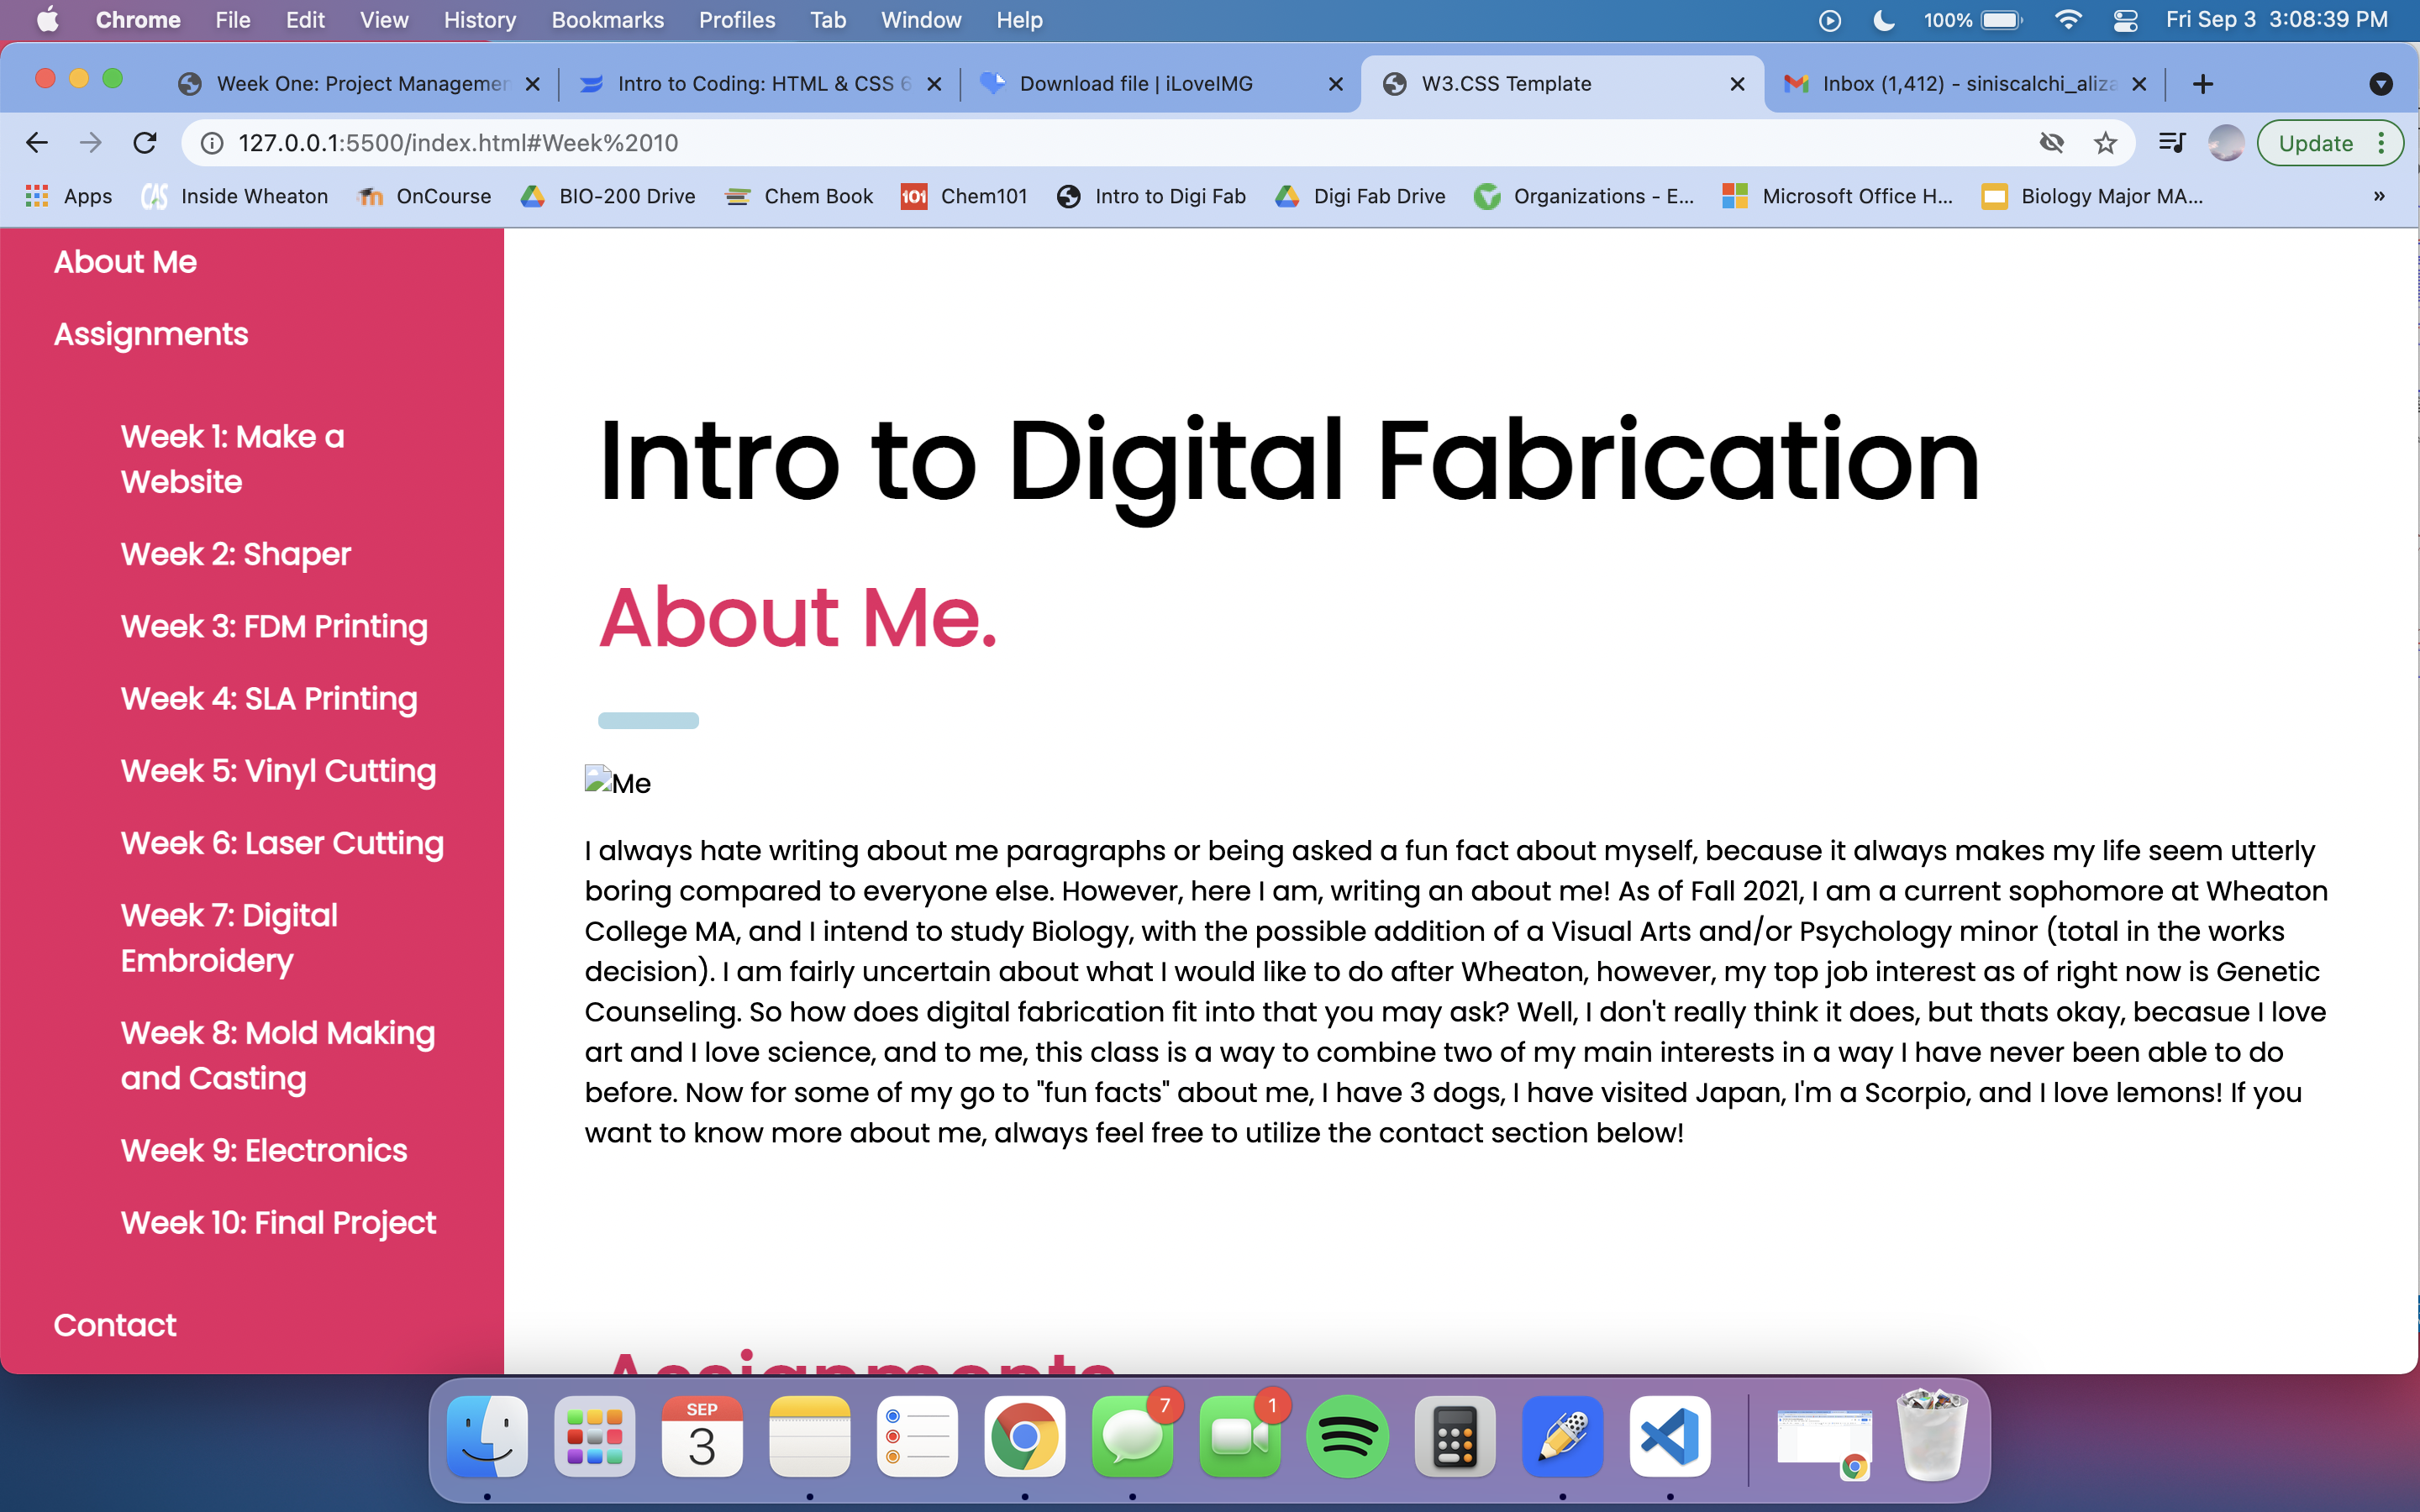 Chrome File Edit View History Bookmarks Profiles Tab Window Help 100% Fri Sep 3 3:08:39 PM
Week One: Project Managemen Intro to Coding: HTML & CSS 6 Download file | iLoveIMG W3.CSS Template Inbox (1,412) - siniscalchi_aliza
127.0.0.1:5500/index.html#Week%2010 Update
Apps CAS Inside Wheaton OnCourse BIO-200 Drive Chem Book 101 Chem101 Intro to Digi Fab Digi Fab Drive Organizations - E... Microsoft Office H... Biology Major MA... »
About Me
Assignments
Week 1: Make a
Website
Week 2: Shaper
Week 3: FDM Printing
Week 4: SLA Printing
Week 5: Vinyl Cutting
Week 6: Laser Cutting
Week 7: Digital
Embroidery
Week 8: Mold Making
and Casting
Week 9: Electronics
Week 10: Final Project
Contact
Intro to Digital Fabrication
About Me.
Me
I always hate writing about me paragraphs or being asked a fun fact about myself, because it always makes my life seem utterly
boring compared to everyone else. However, here I am, writing an about me! As of Fall 2021, I am a current sophomore at Wheaton
College MA, and I intend to study Biology, with the possible addition of a Visual Arts and/or Psychology minor (total in the works
decision). I am fairly uncertain about what I would like to do after Wheaton, however, my top job interest as of right now is Genetic
Counseling. So how does digital fabrication fit into that you may ask? Well, I don't really think it does, but thats okay, becasue I love
art and I love science, and to me, this class is a way to combine two of my main interests in a way I have never been able to do
before. Now for some of my go to "fun facts" about me, I have 3 dogs, I have visited Japan, I'm a Scorpio, and I love lemons! If you
want to know more about me, always feel free to utilize the contact section below!
Assignments
SEP
3
7
1